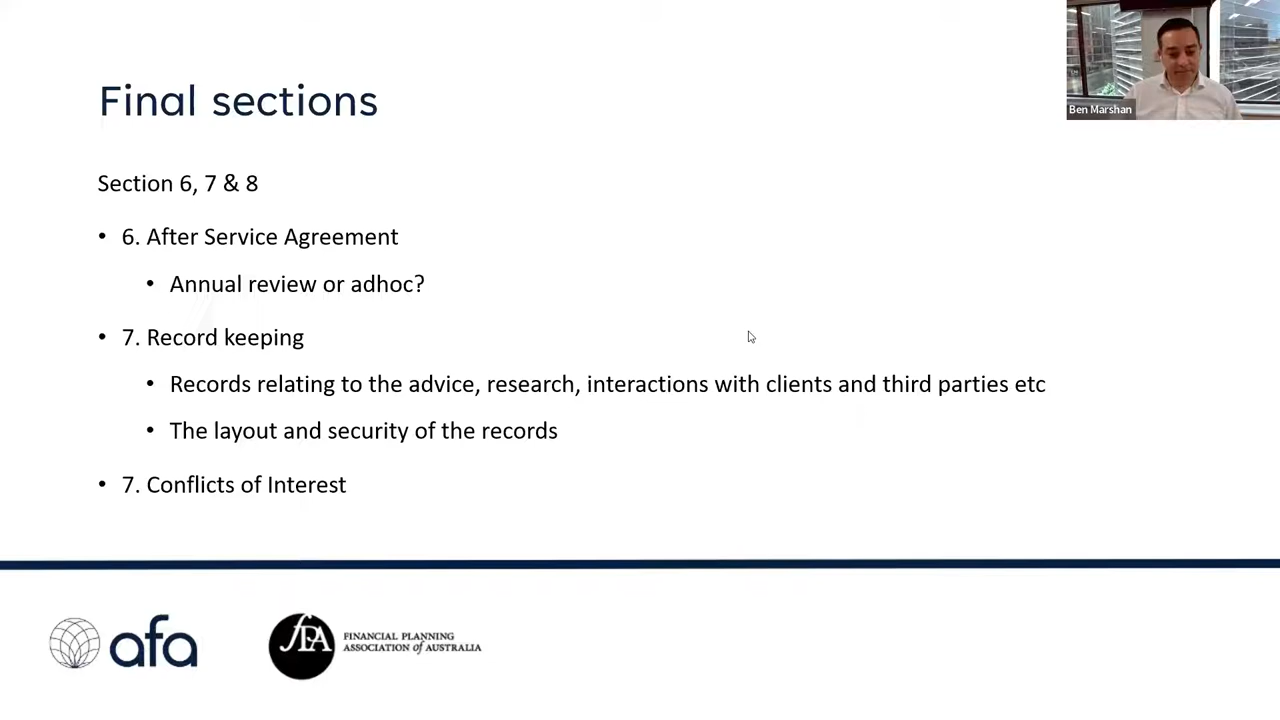 Final sections
Ben Marshan
Section 6, 7 & 8
• 6. After Service Agreement
• Annual review or adhoc?
• 7. Record keeping
• Records relating to the advice, research, interactions with clients and third parties etc
• The layout and security of the records
• 7. Conflicts of Interest
afa
FPA
FINANCIAL PLANNING
ASSOCIATION of AUSTRALIA